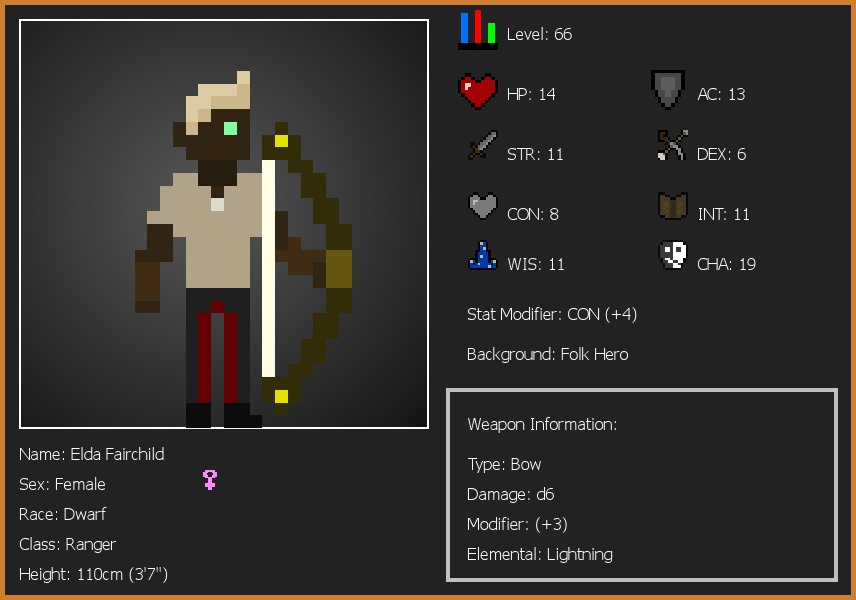 Level: 66
HP: 14
AC: 13
STR: 11
DEX: 6
CON: 8
INT: 11
WIS: 11
CHA: 19
Stat Modifier: CON (+4)
Background: Folk Hero
Weapon Information:
Type: Bow
Damage: d6
Modifier: (+3)
Elemental: Lightning
Name: Elda Fairchild
Sex: Female
Race: Dwarf
Class: Ranger
Height: 110cm (3'7")